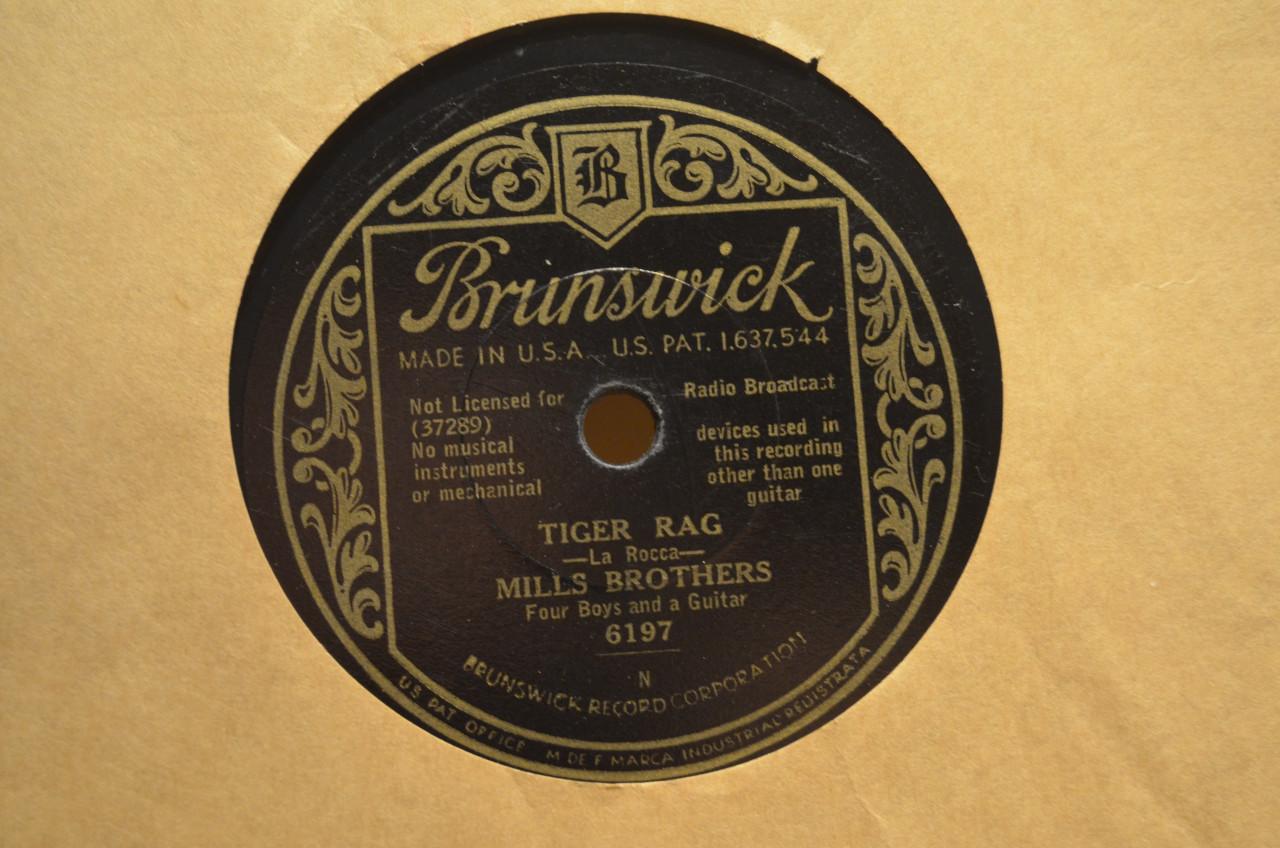 B
Brunswick
MADE IN U.S.A. U.S. PAT. 1.637.544
Not Licensed for Radio Broadcast
(37289)
No musical devices used in
instruments this recording
or mechanical other than one
guitar
TIGER RAG
—La Rocca—
MILLS BROTHERS
Four Boys and a Guitar
6197
N
BRUNSWICK RECORD CORPORATION
US PAT OFFICE M DE F MARCA INDUSTRIAL REGISTRATA